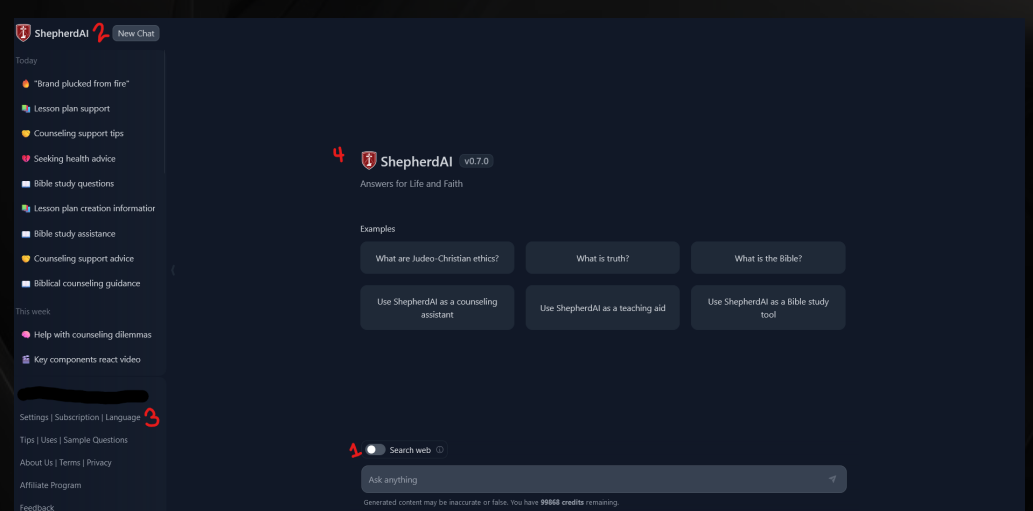 ShepherdAI 2 New Chat
Today
"Brand plucked from fire"
Lesson plan support
Counseling support tips
Seeking health advice
Bible study questions
Lesson plan creation information
Bible study assistance
Counseling support advice
Biblical counseling guidance
This week
Help with counseling dilemmas
Key components react video
Settings | Subscription | Language 3
Tips | Uses | Sample Questions
About Us | Terms | Privacy
Affiliate Program
Feedback
4 ShepherdAI v0.7.0
Answers for Life and Faith
Examples
What are Judeo-Christian ethics?
What is truth?
What is the Bible?
Use ShepherdAI as a counseling
assistant
Use ShepherdAI as a teaching aid
Use ShepherdAI as a Bible study
tool
1 Search web
Ask anything
Generated content may be inaccurate or false. You have 99868 credits remaining.